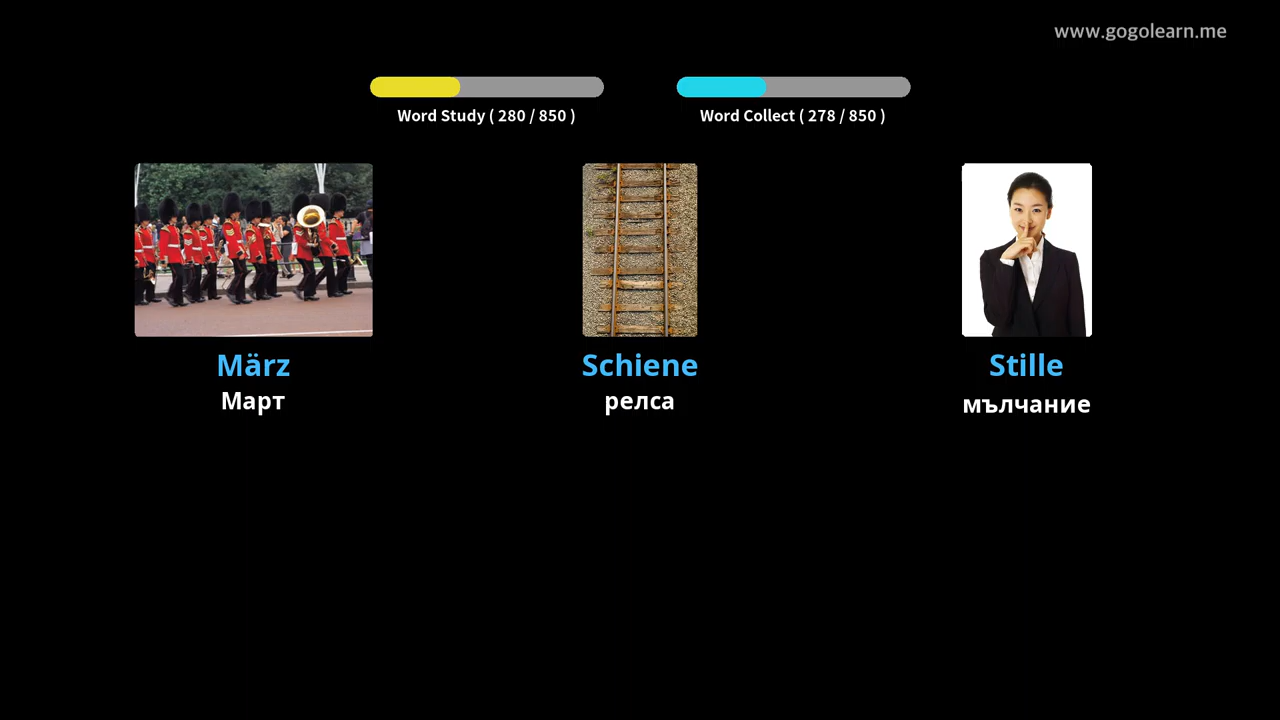 www.gogolearn.me
Word Study ( 280 / 850 )
Word Collect ( 278 / 850 )
März
Март
Schiene
релса
Stille
мълчание